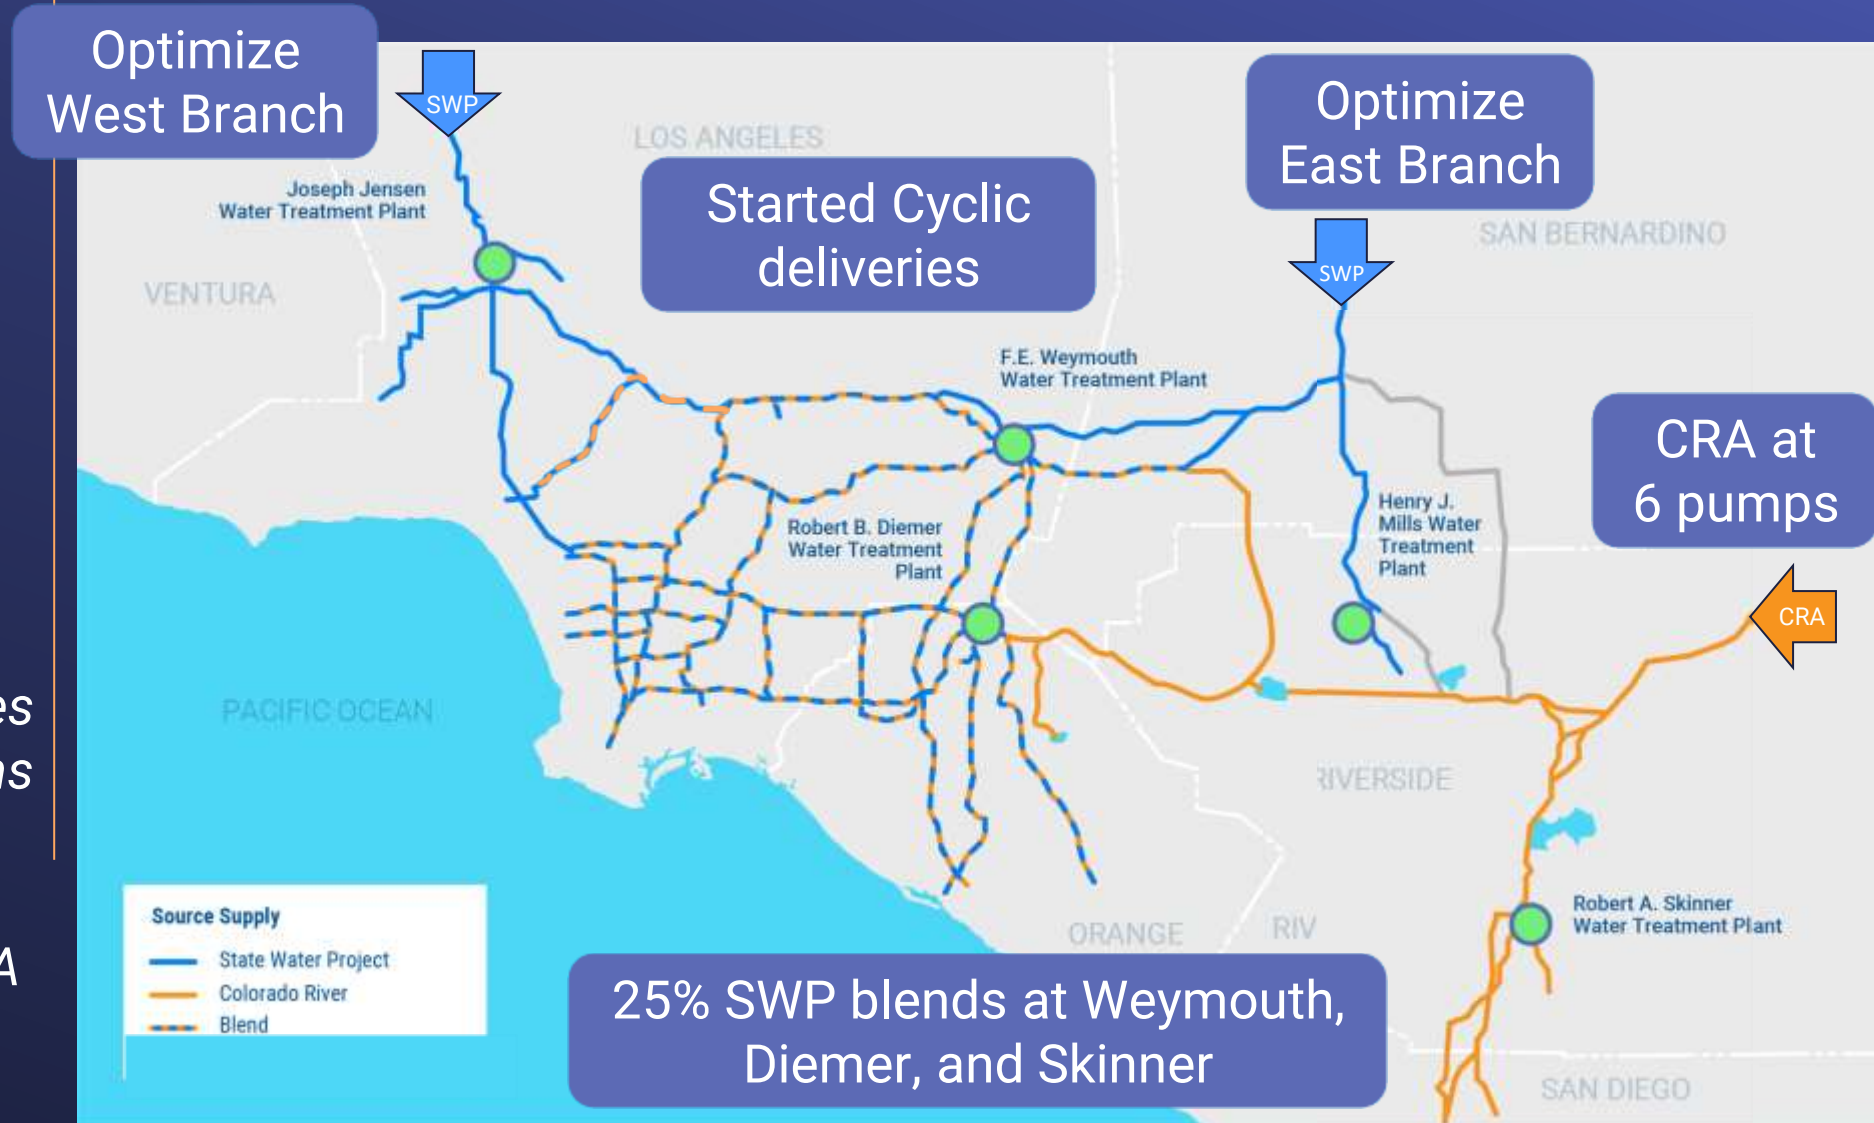 Optimize
West Branch
SWP
LOS ANGELES
Optimize
East Branch
Joseph Jensen
Water Treatment Plant
Started Cyclic
deliveries
SAN BERNARDINO
SWP
VENTURA
F.E. Weymouth
Water Treatment Plant
CRA at
6 pumps
Henry J.
Mills Water
Treatment
Plant
Robert B. Diemer
Water Treatment
Plant
CRA
PACIFIC OCEAN
es
ns
RIVERSIDE
A
Source Supply
State Water Project
Colorado River
Blend
Robert A. Skinner
Water Treatment Plant
ORANGE
RIV
25% SWP blends at Weymouth,
Diemer, and Skinner
SAN DIEGO